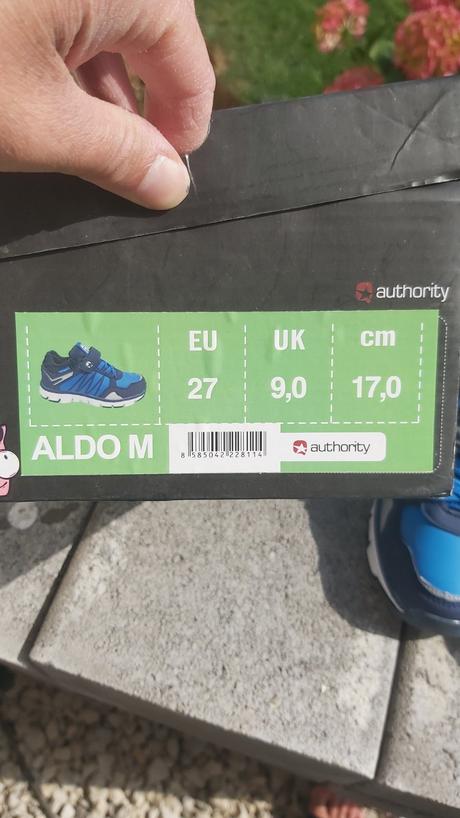 authority
EU UK cm
27 9,0 17,0
ALDO M
8 585042 228114
authority